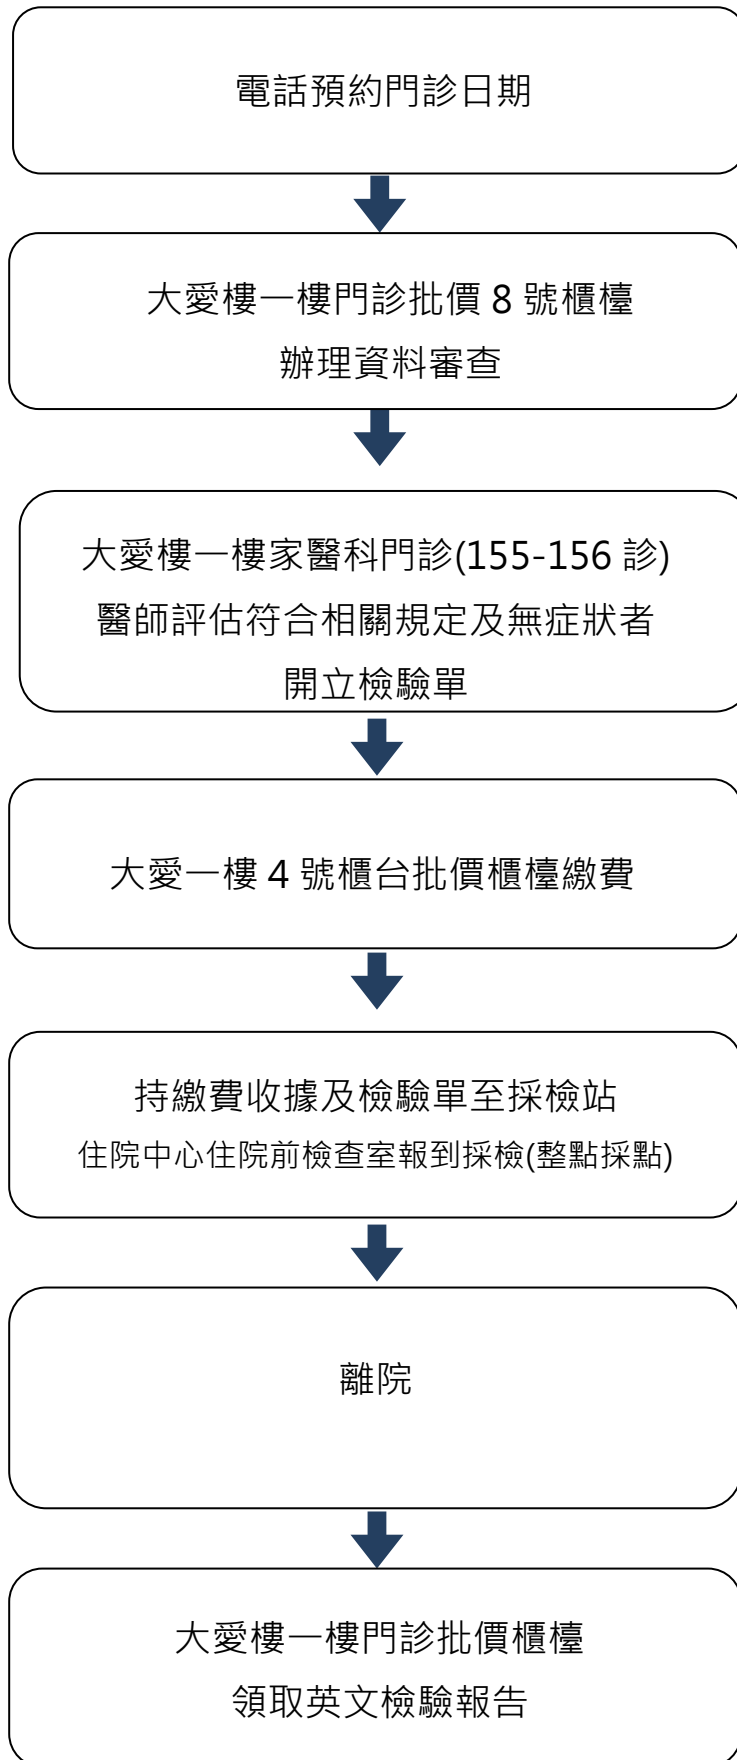 電話預約門診日期
大愛樓一樓門診批價 8 號櫃檯
辦理資料審查
大愛樓一樓家醫科門診(155-156 診)
醫師評估符合相關規定及無症狀者
開立檢驗單
大愛一樓 4 號櫃台批價櫃檯繳費
持繳費收據及檢驗單至採檢站
住院中心住院前檢查室報到採檢(整點採點)
離院
大愛樓一樓門診批價櫃檯
領取英文檢驗報告